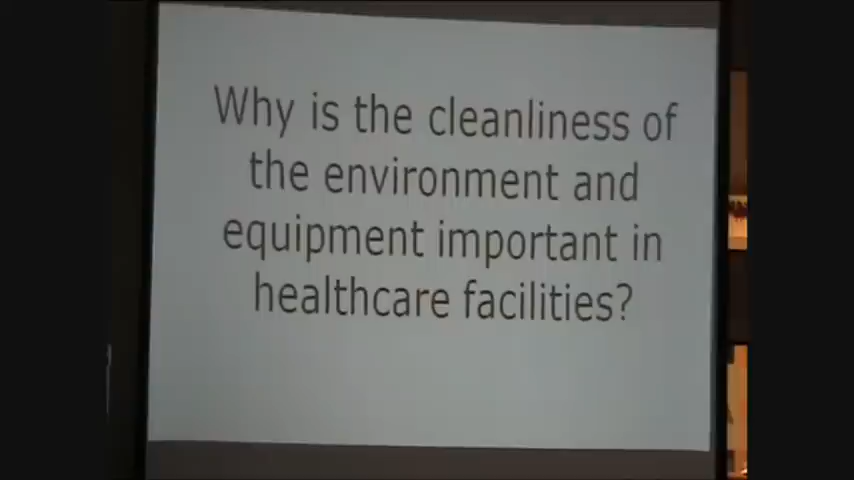 Why is the cleanliness of
the environment and
equipment important in
healthcare facilities?